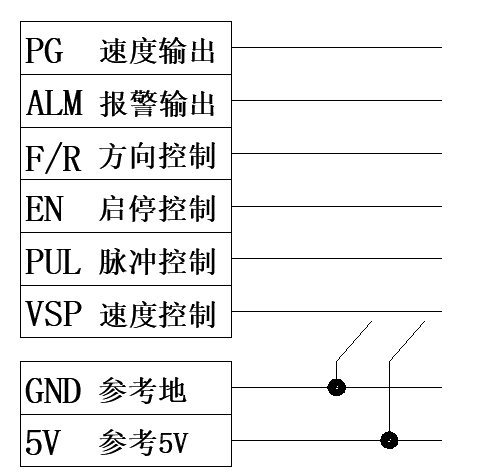 PG 速度输出
ALM 报警输出
F/R 方向控制
EN 启停控制
PUL 脉冲控制
VSP 速度控制
GND 参考地
5V 参考5V